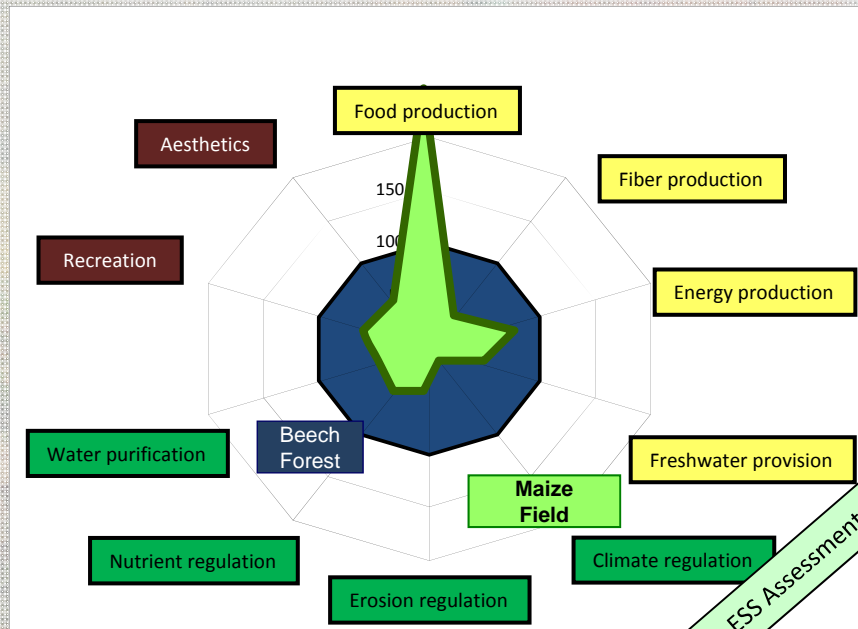 Food production
Aesthetics
Fiber production
150
100
Recreation
Energy production
Beech
Forest
Water purification
Freshwater provision
Maize
Field
Nutrient regulation
Climate regulation
Erosion regulation
ESS Assessment